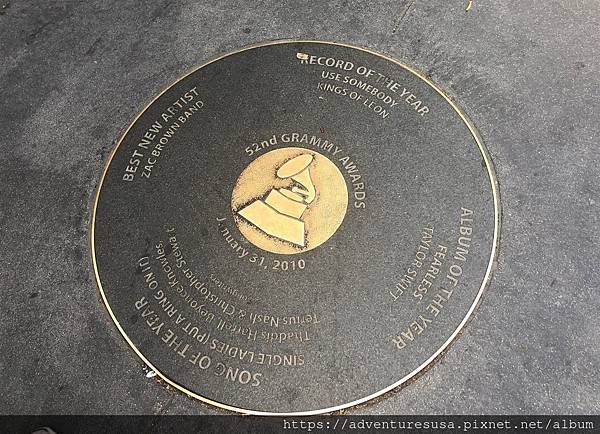 52nd GRAMMY AWARDS
January 31, 2010
RECORD OF THE YEAR
USE SOMEBODY
KINGS OF LEON
ALBUM OF THE YEAR
FEARLESS
TAYLOR SWIFT
SONG OF THE YEAR
SINGLE LADIES (PUT A RING ON IT)
Thaddis Harrell, Beyoncé Knowles
Terius Nash & Christopher Stewart
Songwriters
BEST NEW ARTIST
ZAC BROWN BAND
https://adventuresusa.pixnet.net/album